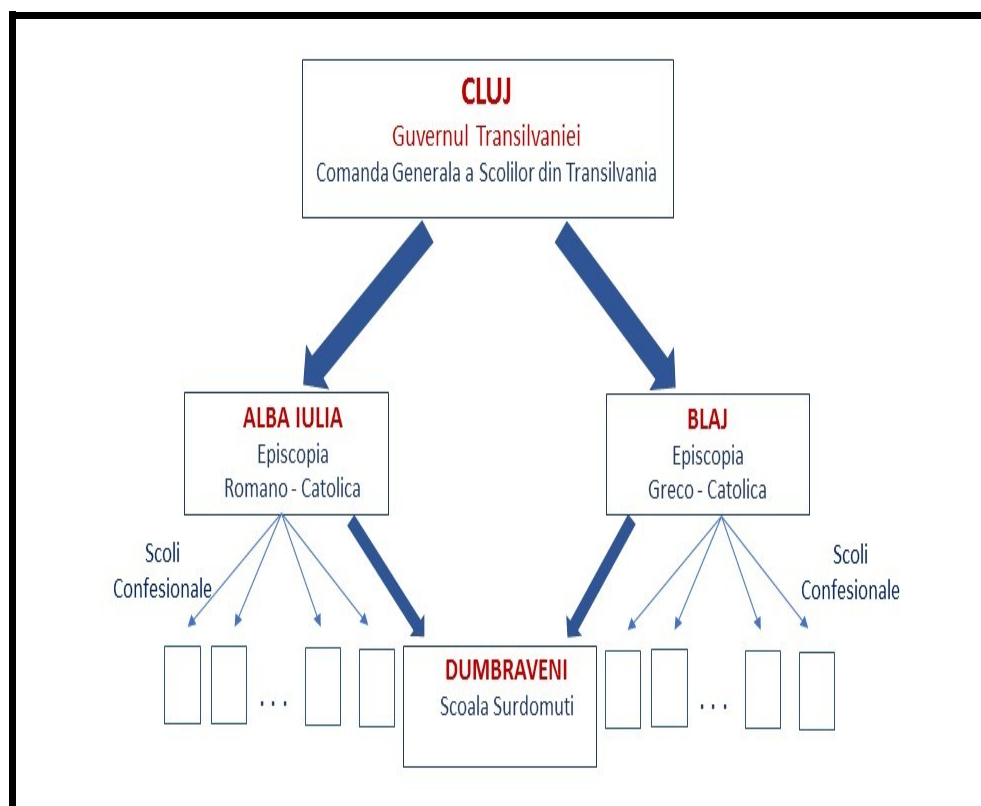 CLUJ
Guvernul Transilvaniei
Comanda Generala a Scolilor din Transilvania
ALBA IULIA
Episcopia
Romano - Catolica
BLAJ
Episcopia
Greco - Catolica
Scoli
Confesionale
Scoli
Confesionale
. . .
DUMBRAVENI
Scoala Surdomuti
. . .